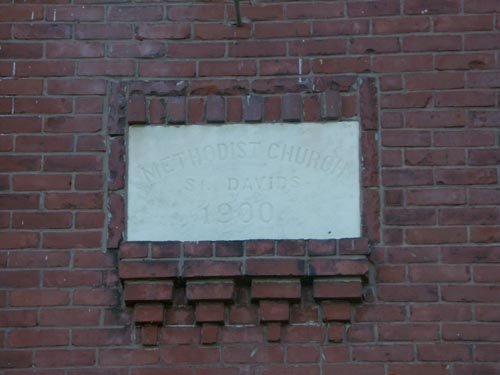 METHODIST CHURCH
ST. DAVIDS
1900.